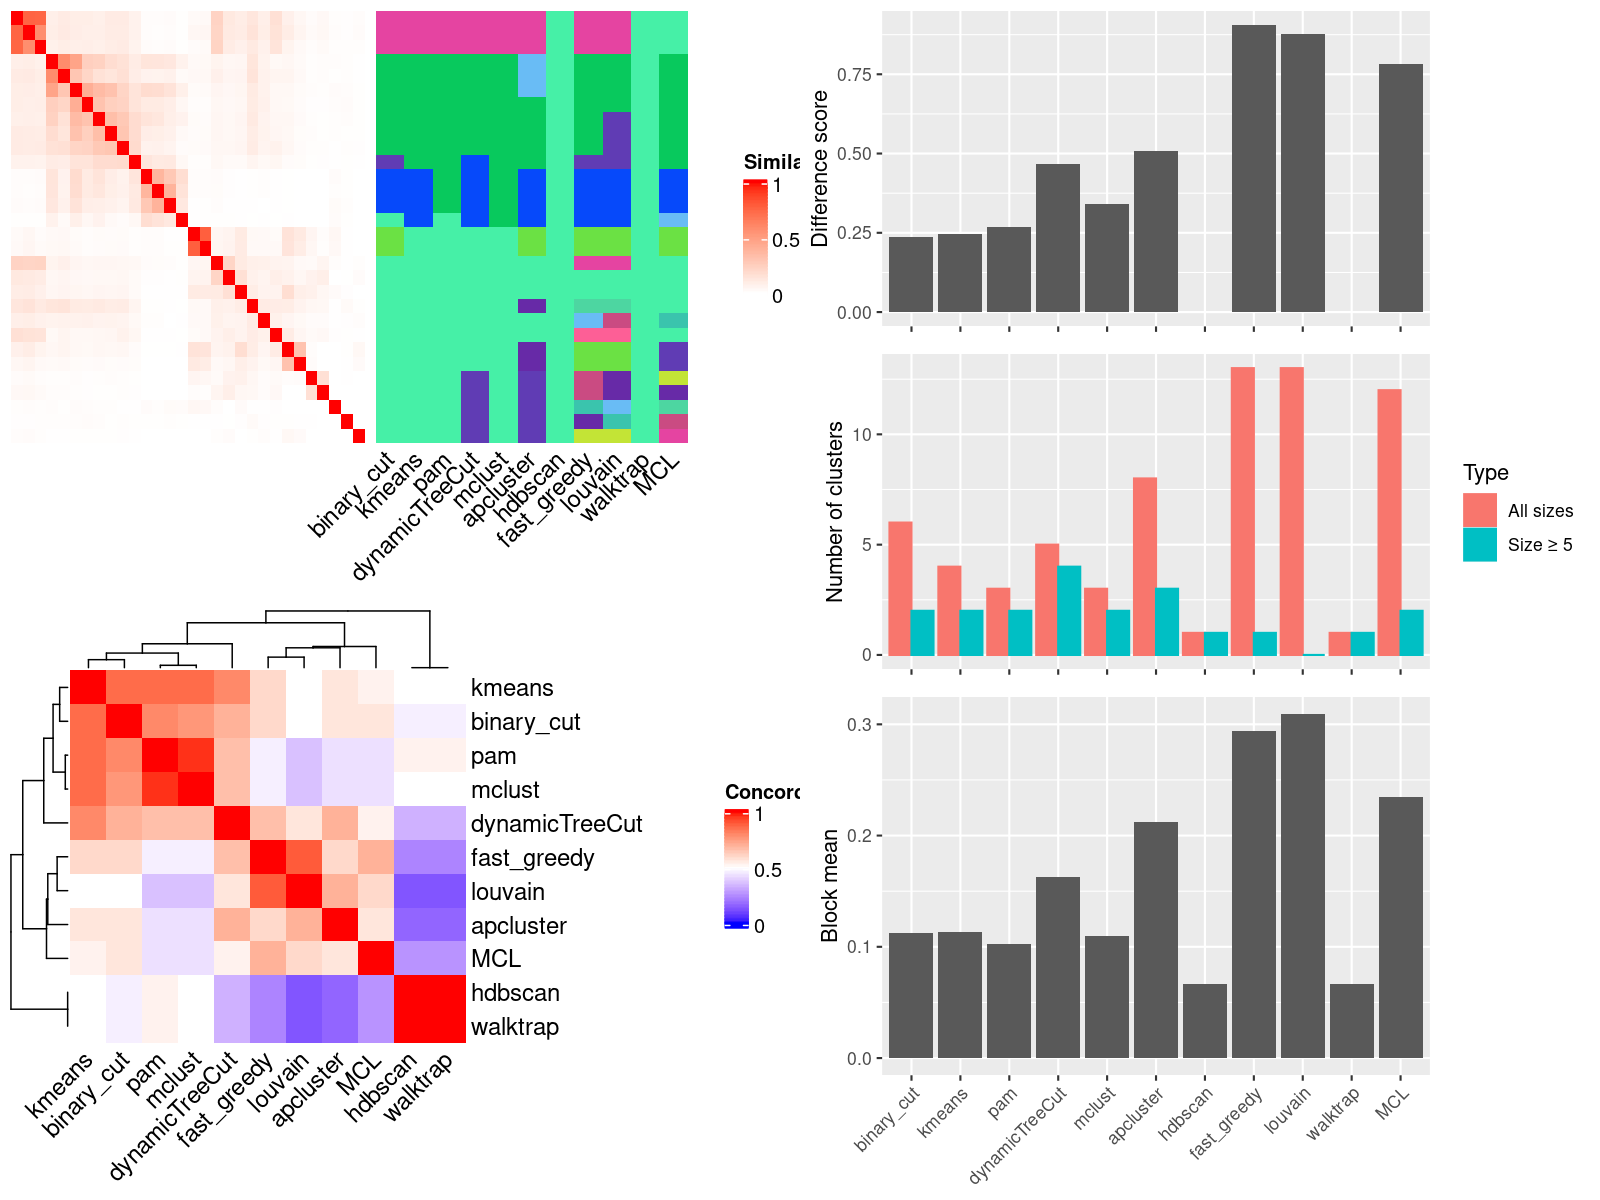 Simila
1
0.5
0
binary_cut
kmeans
pam
dynamicTreeCut
mclust
apcluster
hdbscan
fast_greedy
louvain
walktrap
MCL
kmeans
binary_cut
pam
mclust
dynamicTreeCut
fast_greedy
louvain
apcluster
MCL
hdbscan
walktrap
kmeans
binary_cut
pam
mclust
dynamicTreeCut
fast_greedy
louvain
apcluster
MCL
hdbscan
walktrap
Concord
1
0.5
0
Difference score
0.75
0.50
0.25
0.00
Number of clusters
10
5
0
Type
All sizes
Size ≥ 5
Block mean
0.3
0.2
0.1
0.0
binary_cut
kmeans
pam
dynamicTreeCut
mclust
apcluster
hdbscan
fast_greedy
louvain
walktrap
MCL